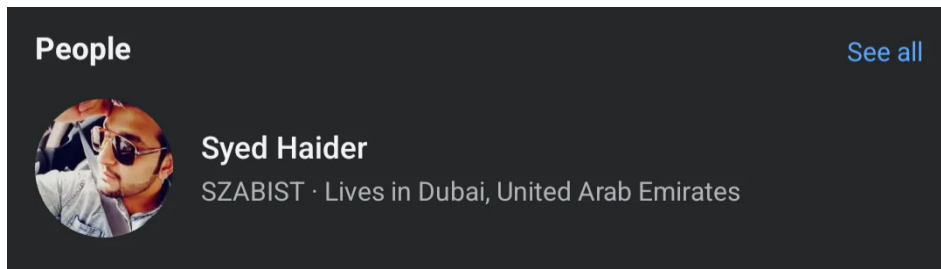 People
See all
Syed Haider
SZABIST · Lives in Dubai, United Arab Emirates